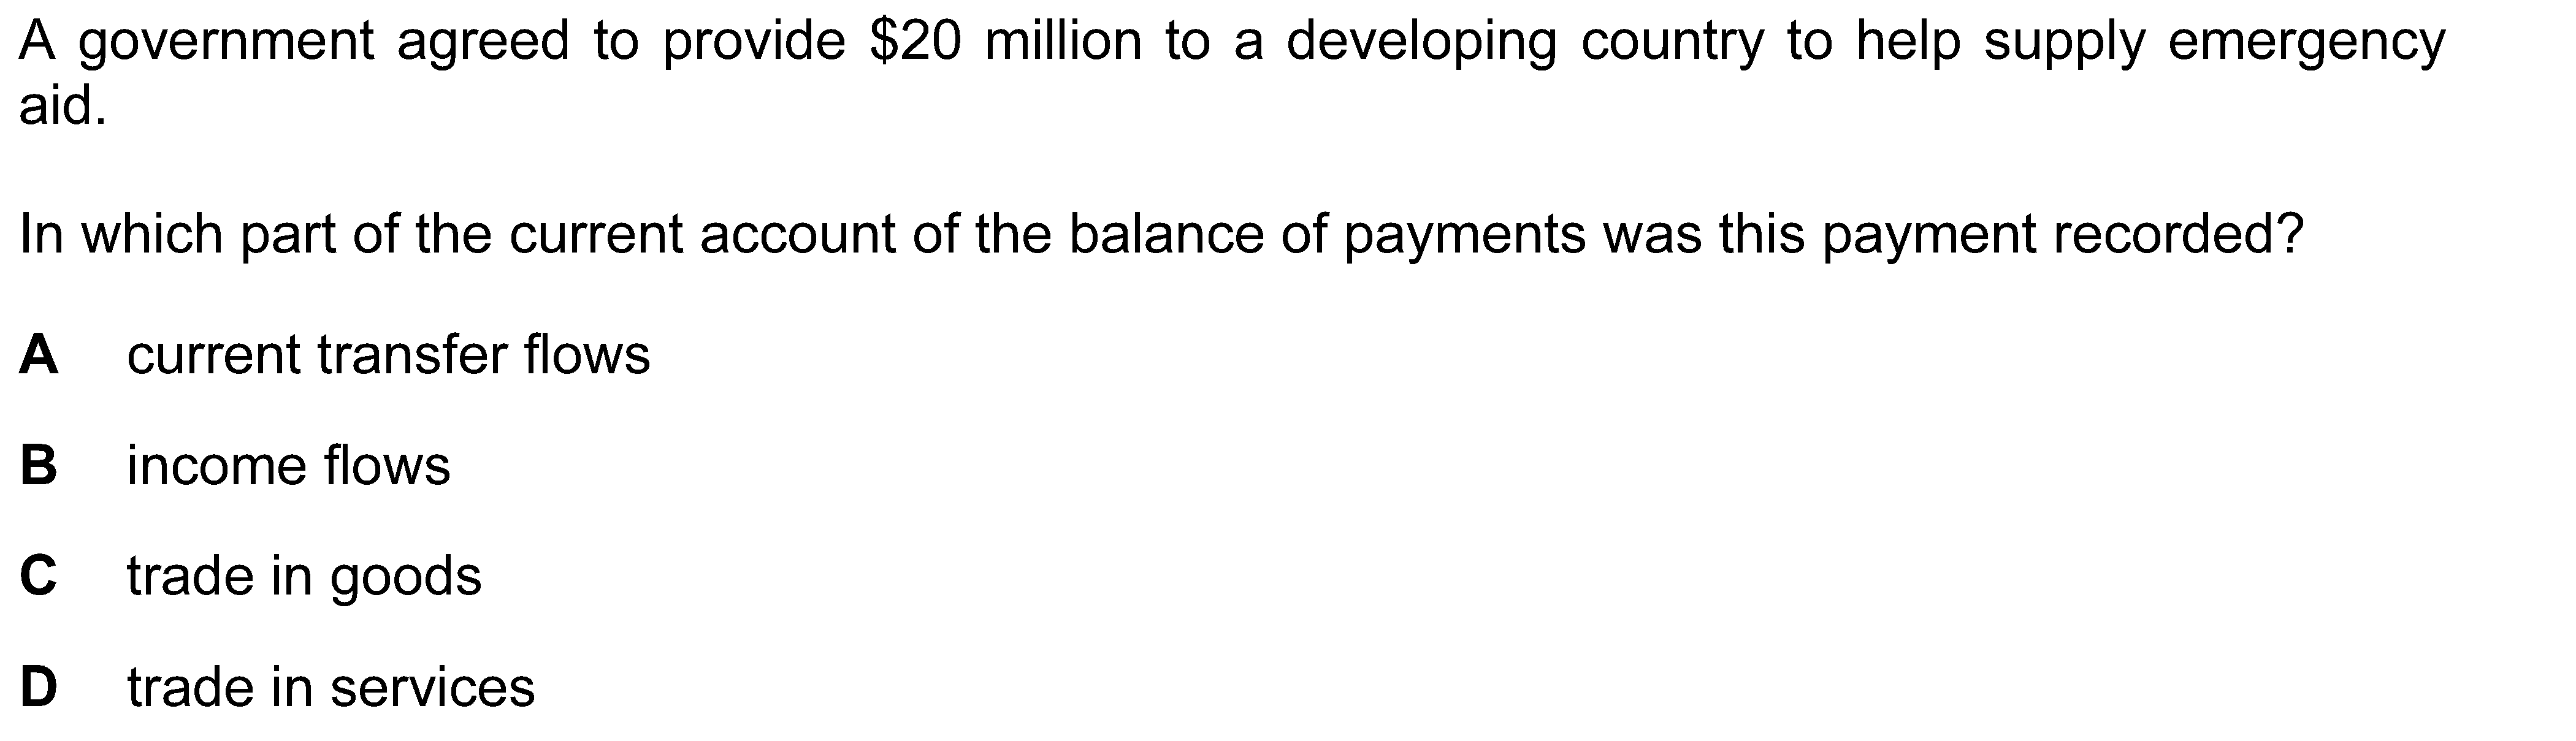 A government agreed to provide $20 million to a developing country to help supply emergency
aid.
In which part of the current account of the balance of payments was this payment recorded?
A current transfer flows
B income flows
C trade in goods
D trade in services